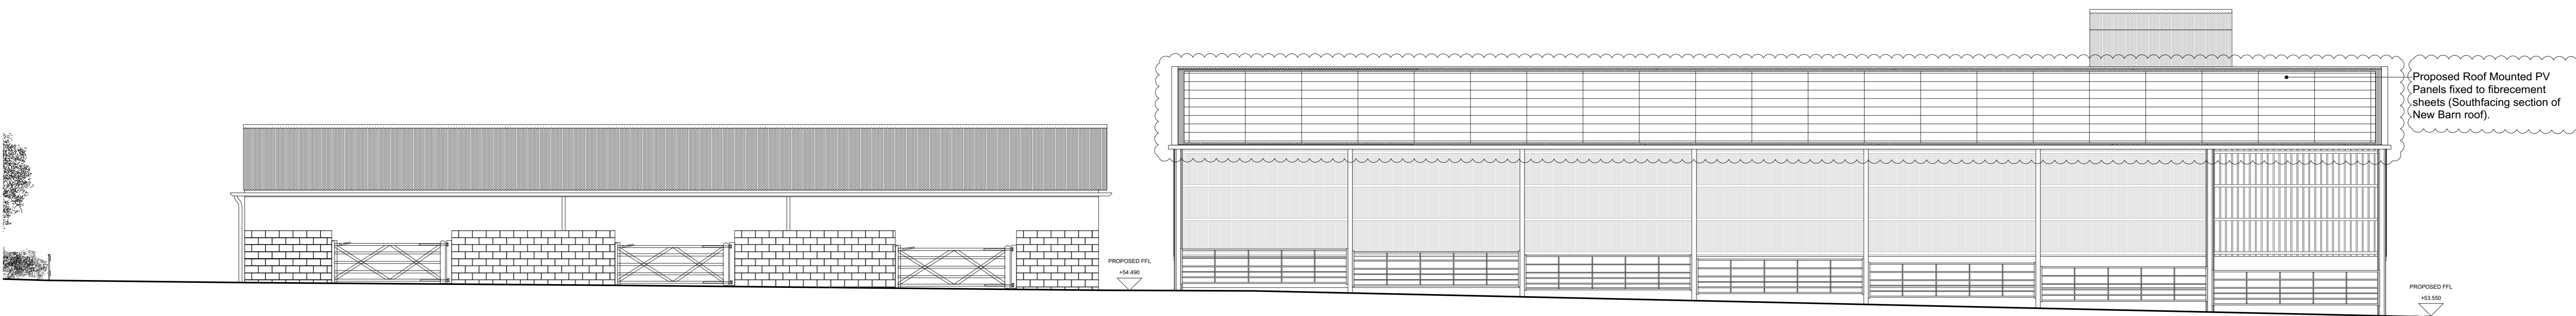 Proposed Roof Mounted PV
Panels fixed to fibrecement
sheets (Southfacing section of
New Barn roof).
PROPOSED FFL
+54.490
PROPOSED FFL
+53.550